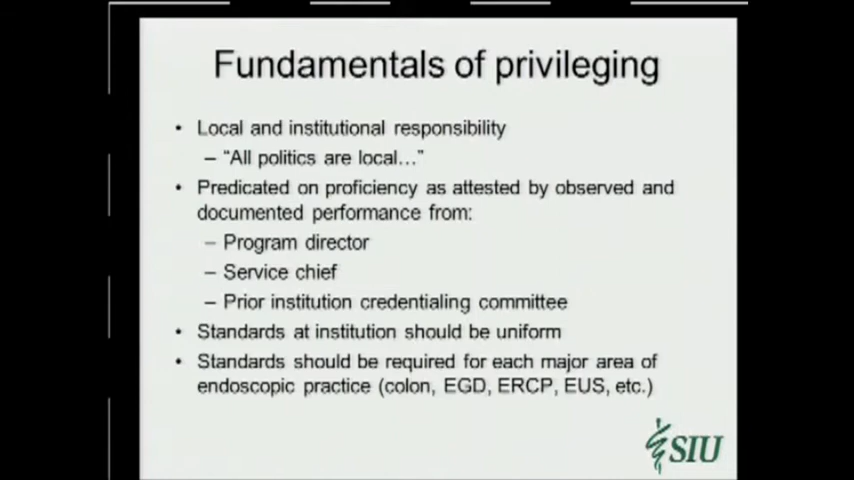 Fundamentals of privileging
• Local and institutional responsibility
– “All politics are local…”
• Predicated on proficiency as attested by observed and
documented performance from:
– Program director
– Service chief
– Prior institution credentialing committee
• Standards at institution should be uniform
• Standards should be required for each major area of
endoscopic practice (colon, EGD, ERCP, EUS, etc.)
SIU